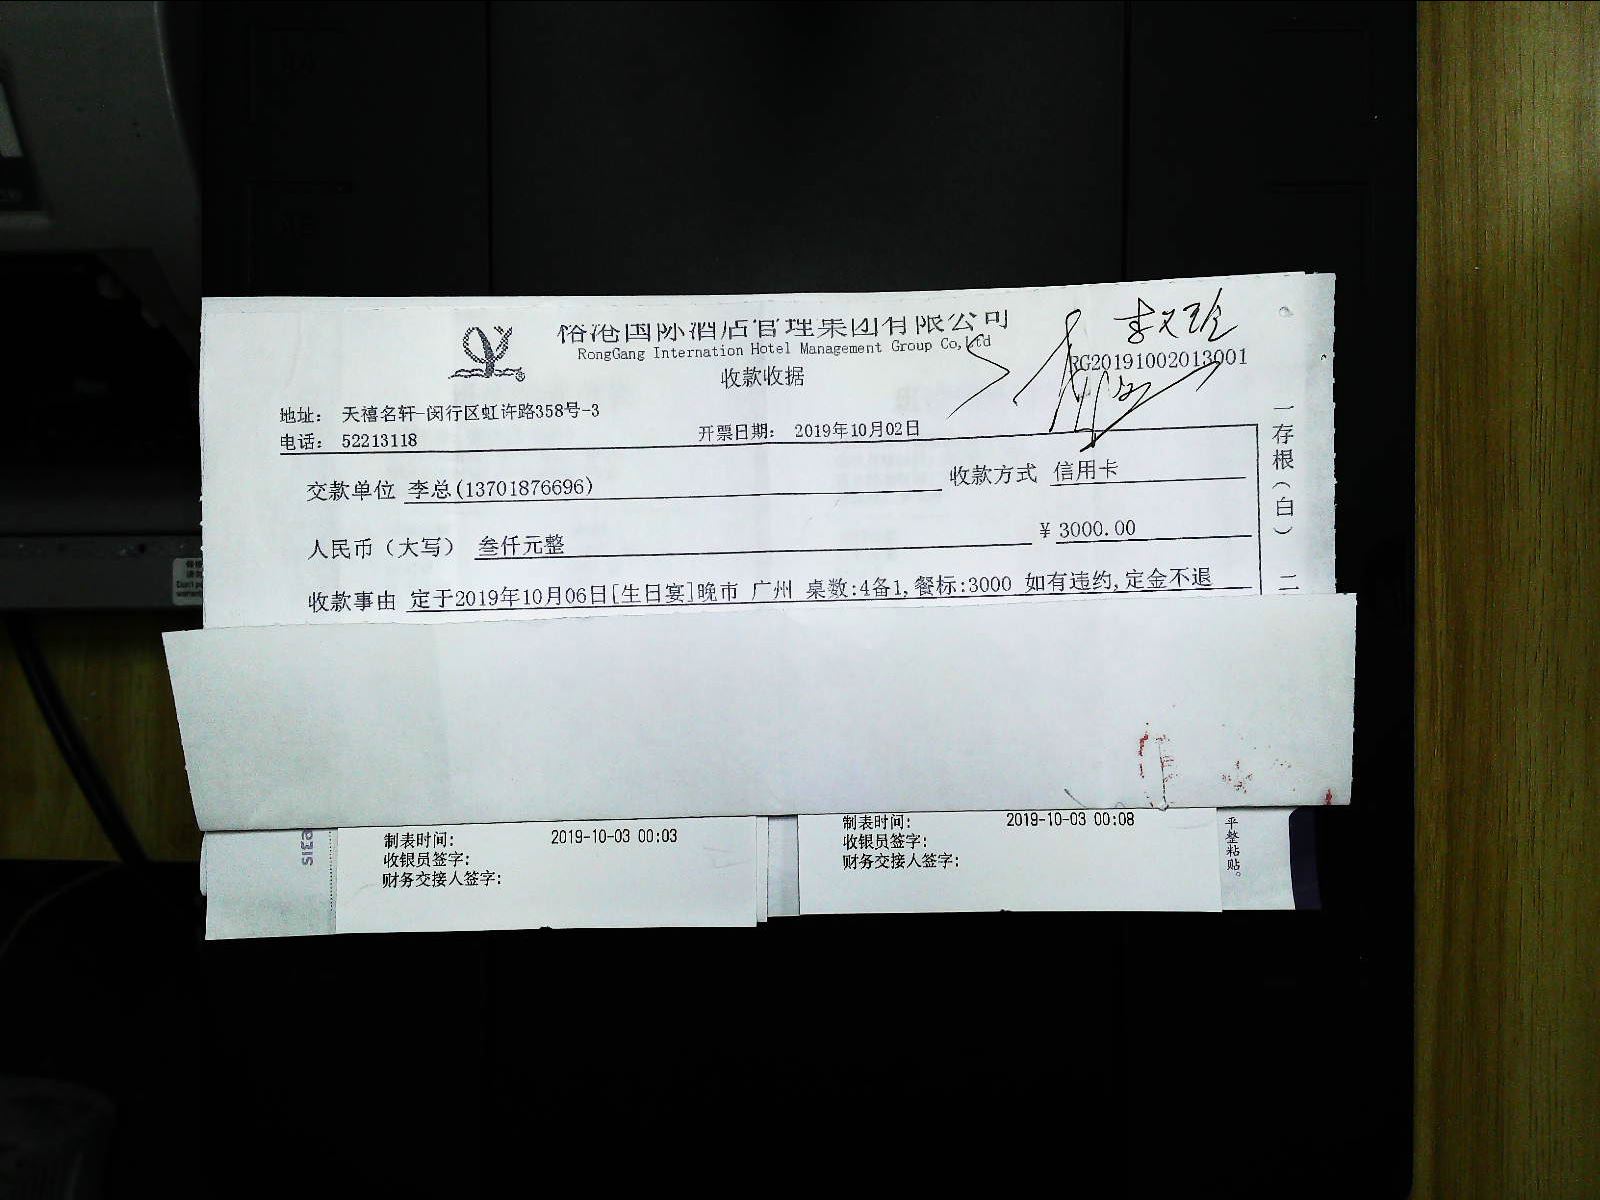 裕港国际酒店管理集团有限公司
RongGang Internation Hotel Management Group Co,Ltd
收款收据
RG20191002013001
地址： 天禧名轩-闵行区虹许路358号-3
电话： 52213118
开票日期： 2019年10月02日
交款单位 李总(13701876696)
收款方式 信用卡
人民币（大写） 叁仟元整
¥ 3000.00
收款事由 定于2019年10月06日[生日宴]晚市 广州 桌数:4备1,餐标:3000 如有违约,定金不退
一存根（白） 二
制表时间: 2019-10-03 00:03
收银员签字:
财务交接人签字:
制表时间: 2019-10-03 00:08
收银员签字:
财务交接人签字:
平整粘贴。